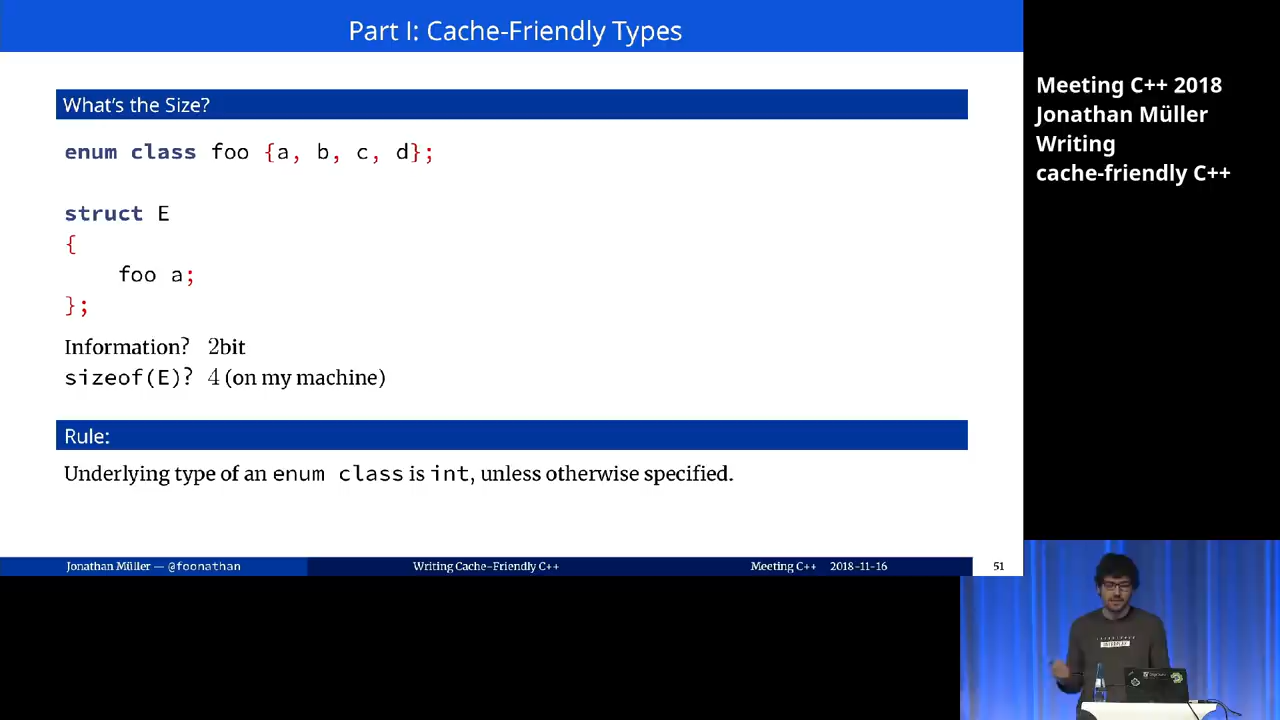 Part I: Cache-Friendly Types
What's the Size?
enum class foo {a, b, c, d};
struct E
{
foo a;
};
Information? 2bit
sizeof(E)? 4 (on my machine)
Rule:
Underlying type of an enum class is int, unless otherwise specified.
Jonathan Müller — @foonathan
Writing Cache-Friendly C++
Meeting C++ 2018-11-16
51
Meeting C++ 2018
Jonathan Müller
Writing
cache-friendly C++